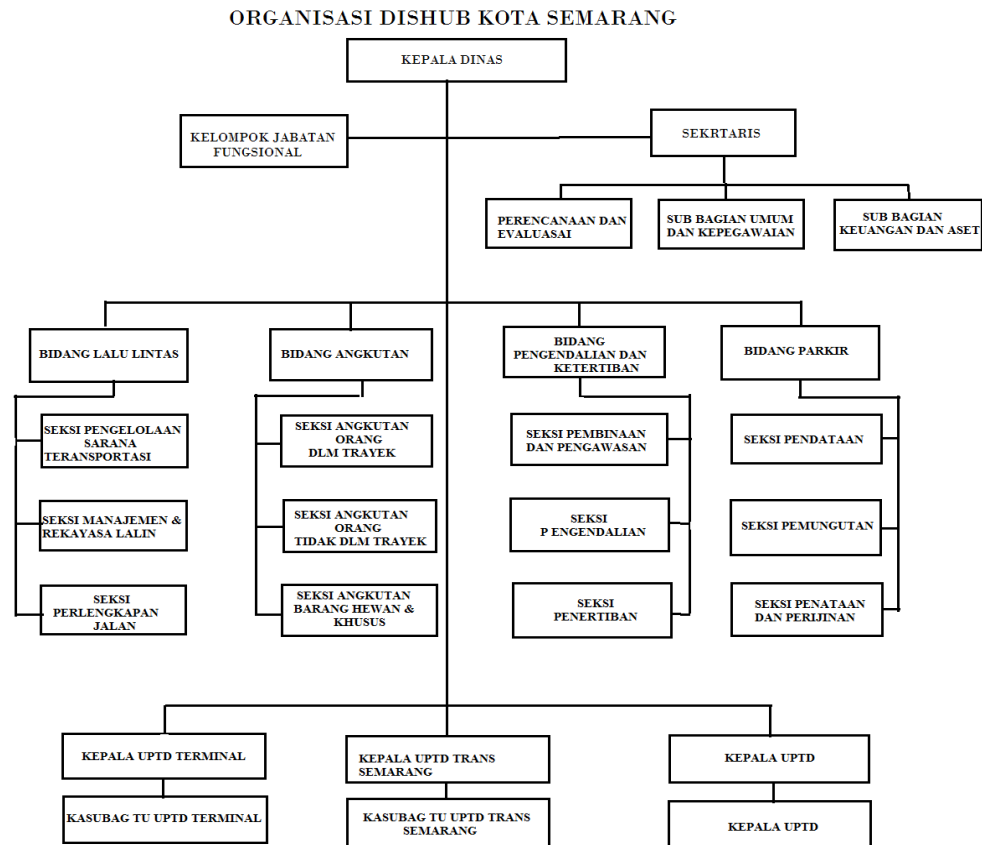 ORGANISASI DISHUB KOTA SEMARANG
KEPALA DINAS
KELOMPOK JABATAN
FUNGSIONAL
SEKRTARIS
PERENCANAAN DAN
EVALUASAI
SUB BAGIAN UMUM
DAN KEPEGAWAIAN
SUB BAGIAN
KEUANGAN DAN ASET
BIDANG LALU LINTAS
BIDANG ANGKUTAN
BIDANG
PENGENDALIAN DAN
KETERTIBAN
BIDANG PARKIR
SEKSI PENGELOLAAN
SARANA
TERANSPORTASI
SEKSI ANGKUTAN
ORANG
DLM TRAYEK
SEKSI PEMBINAAN
DAN PENGAWASAN
SEKSI PENDATAAN
SEKSI MANAJEMEN &
REKAYASA LALIN
SEKSI ANGKUTAN
ORANG
TIDAK DLM TRAYEK
SEKSI
P ENGENDALIAN
SEKSI PEMUNGUTAN
SEKSI
PERLENGKAPAN
JALAN
SEKSI ANGKUTAN
BARANG HEWAN &
KHUSUS
SEKSI
PENERTIBAN
SEKSI PENATAAN
DAN PERIJINAN
KEPALA UPTD TERMINAL
KEPALA UPTD TRANS
SEMARANG
KEPALA UPTD
KASUBAG TU UPTD TERMINAL
KASUBAG TU UPTD TRANS
SEMARANG
KEPALA UPTD